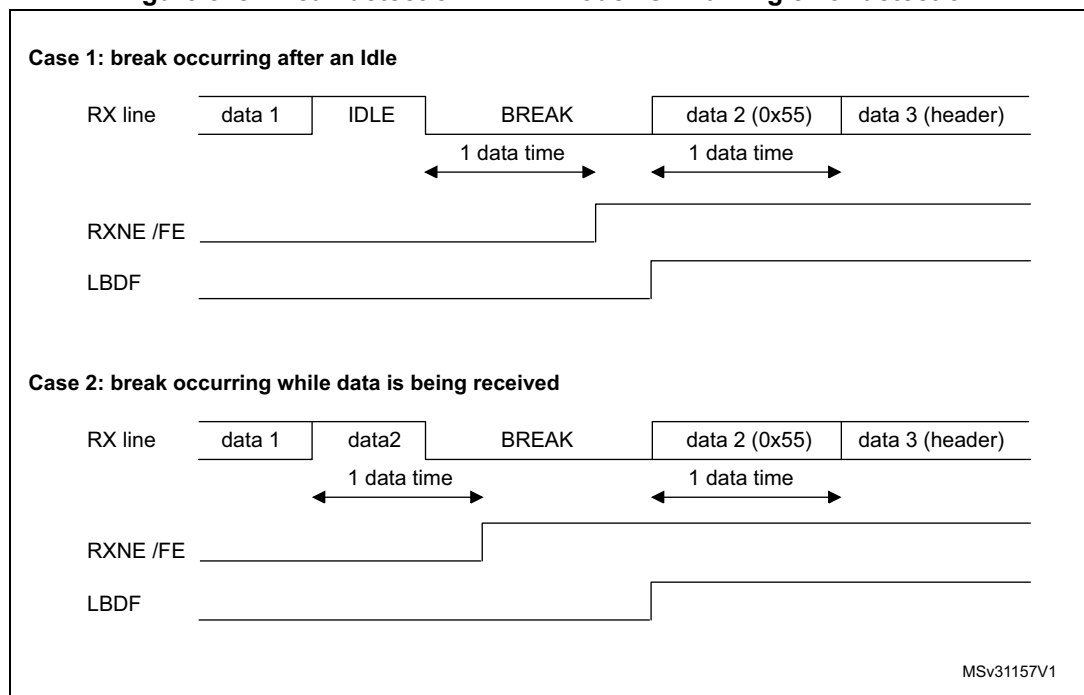 Case 1: break occurring after an Idle
RX line data 1 IDLE BREAK data 2 (0x55) data 3 (header)
1 data time 1 data time
RXNE /FE
LBDF
Case 2: break occurring while data is being received
RX line data 1 data2 BREAK data 2 (0x55) data 3 (header)
1 data time 1 data time
RXNE /FE
LBDF
MSv31157V1